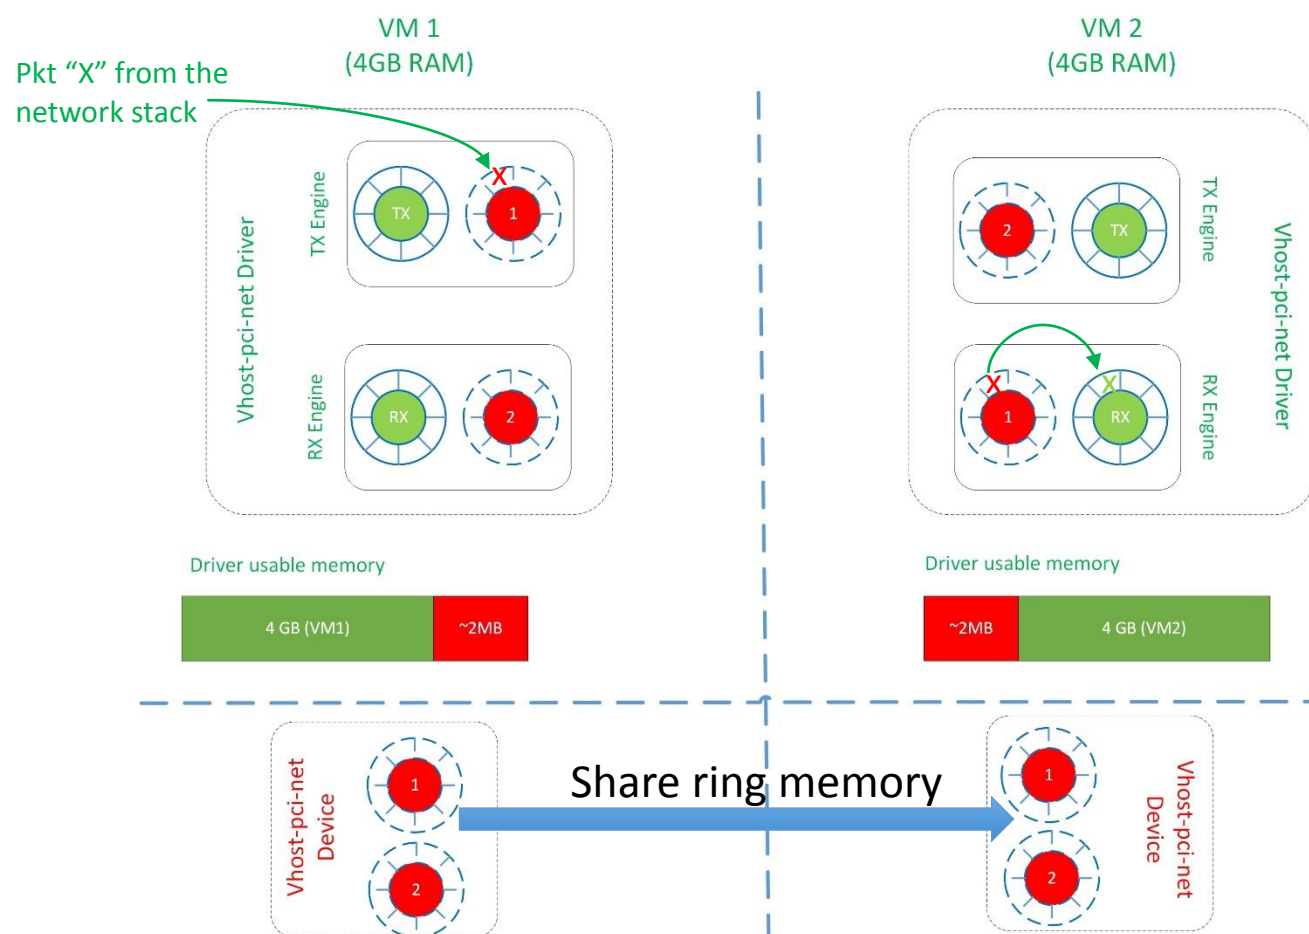 VM 1
(4GB RAM)
VM 2
(4GB RAM)
Pkt “X” from the
network stack
Vhost-pci-net Driver
TX Engine
TX
X
1
RX Engine
RX
2
2
TX
TX Engine
Vhost-pci-net Driver
X
1
X
RX
RX Engine
Driver usable memory
4 GB (VM1)
~2MB
Driver usable memory
~2MB
4 GB (VM2)
Vhost-pci-net
Device
1
2
Share ring memory
1
2
Vhost-pci-net
Device